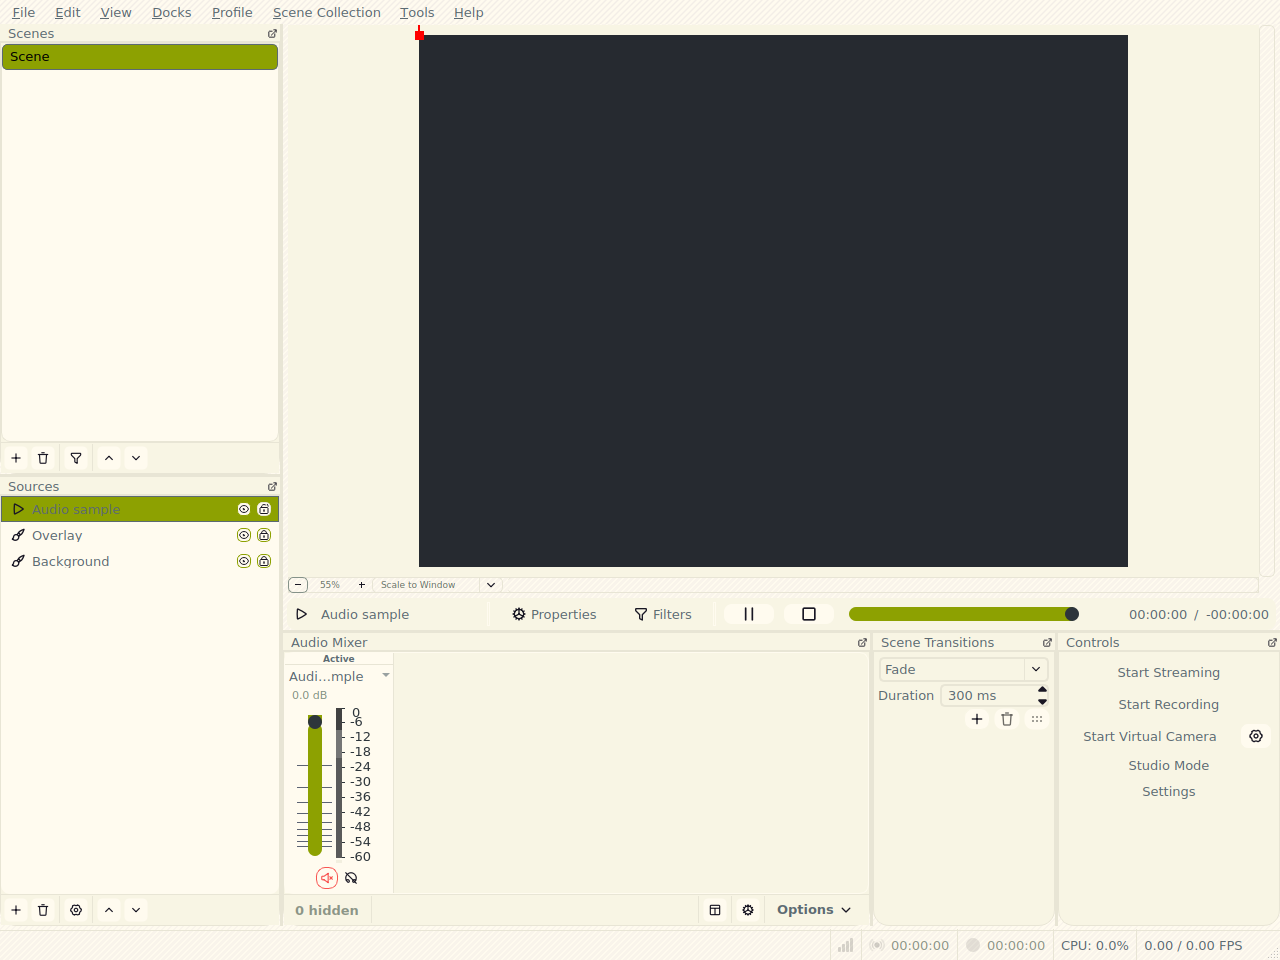 File Edit View Docks Profile Scene Collection Tools Help
Scenes
Scene
Sources
Audio sample
Overlay
Background
55% Scale to Window
Audio sample Properties Filters 00:00:00 / -00:00:00
Audio Mixer
Active
Audi...mple
0.0 dB
0
-6
-12
-18
-24
-30
-36
-42
-48
-54
-60
0 hidden Options
Scene Transitions
Fade
Duration 300 ms
Controls
Start Streaming
Start Recording
Start Virtual Camera
Studio Mode
Settings
00:00:00 00:00:00 CPU: 0.0% 0.00 / 0.00 FPS